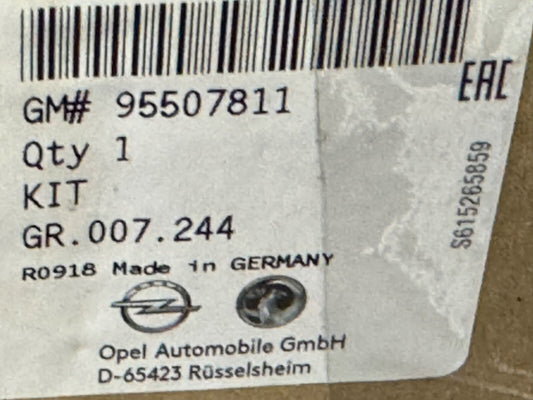 GM# 95507811
EAC
Qty 1
KIT
GR.007.244
S615265859
R0918 Made in GERMANY
Opel Automobile GmbH
D-65423 Rüsselsheim